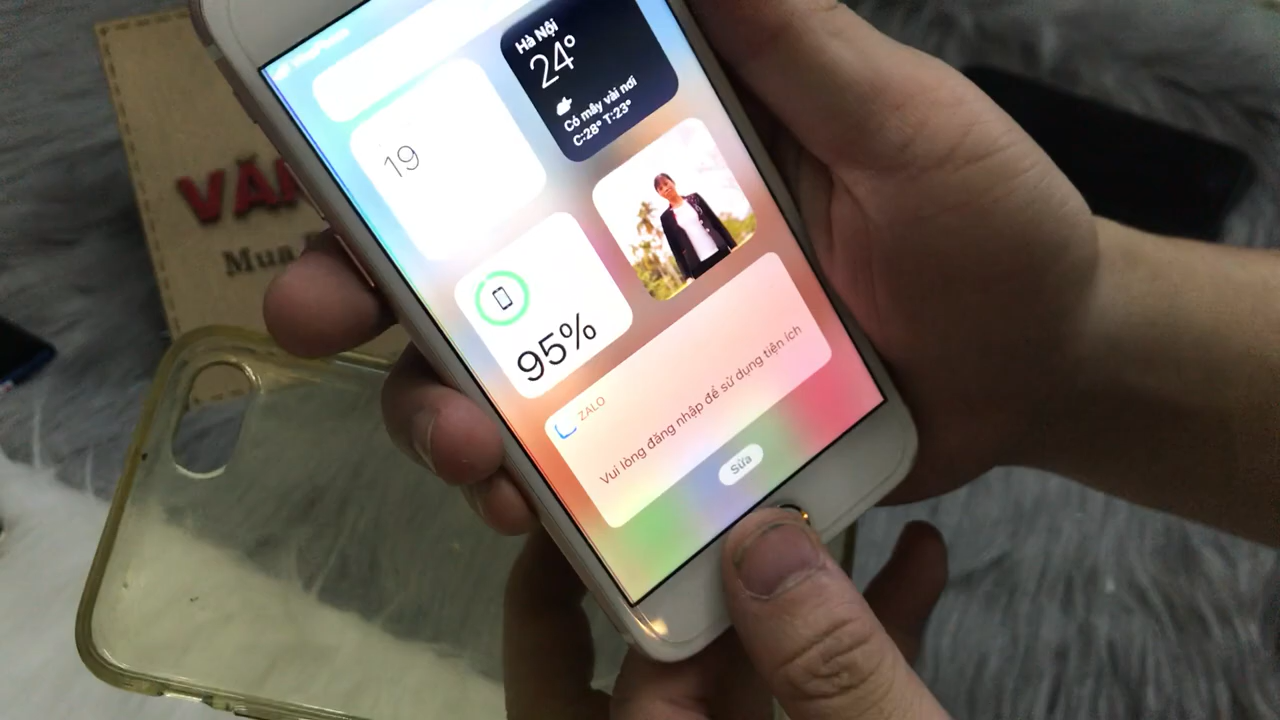 Hà Nội
24°
Có mây vài nơi
C:28° T:23°
19
95%
ZALO
Vui lòng đăng nhập để sử dụng tiện ích
Sửa
VĂ
Mua